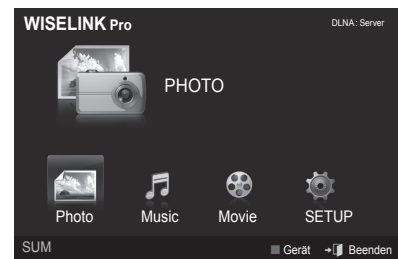 WISELINK Pro DLNA: Server
PHOTO
Photo Music Movie SETUP
SUM Gerät Beenden